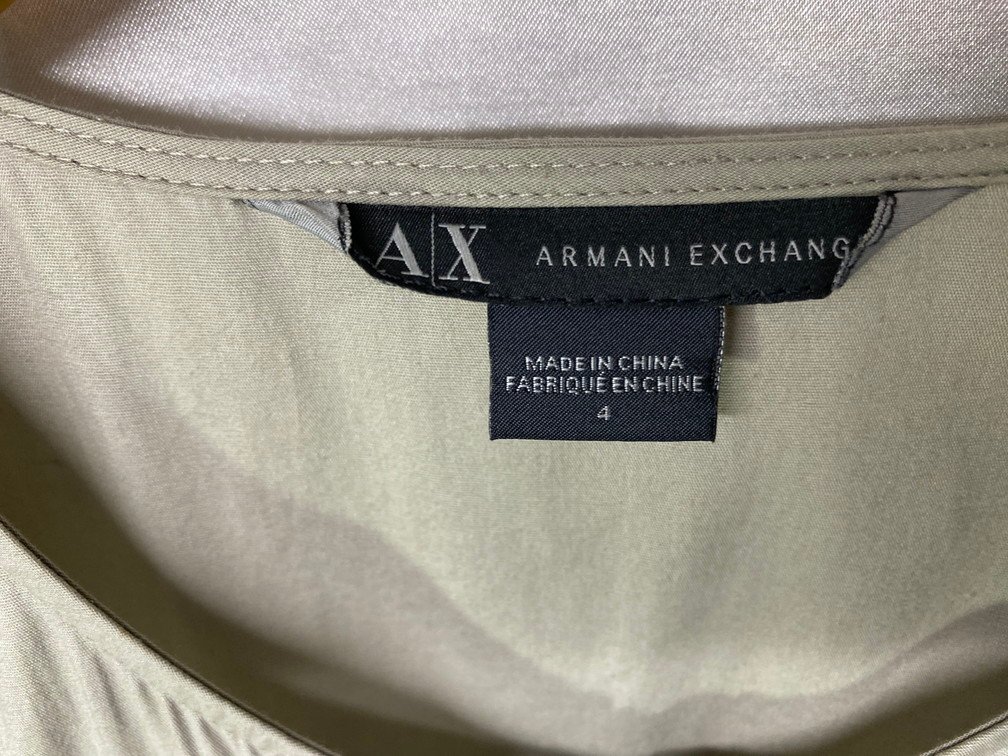 A|X ARMANI EXCHANG
MADE IN CHINA
FABRIQUÉ EN CHINE
4